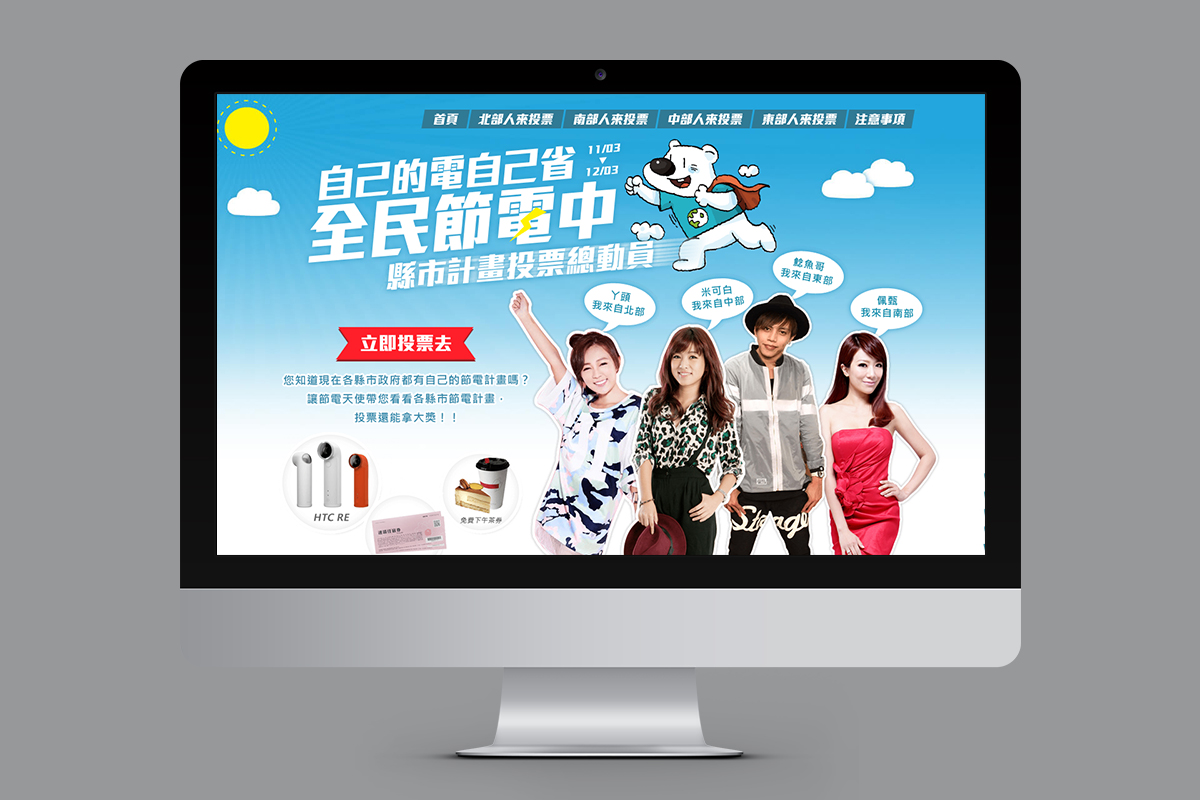 首頁
北部人來投票
南部人來投票
中部人來投票
東部人來投票
注意事項
自己的電自己省
11/03
12/03
全民節電中
縣市計畫投票總動員
丫頭
我來自北部
米可白
我來自中部
鯰魚哥
我來自東部
佩甄
我來自南部
立即投票去
您知道現在各縣市政府都有自己的節電計畫嗎？
讓節電天使帶您看看各縣市節電計畫，
投票還能拿大獎！！
HTC RE
免費下午茶券
Stooges